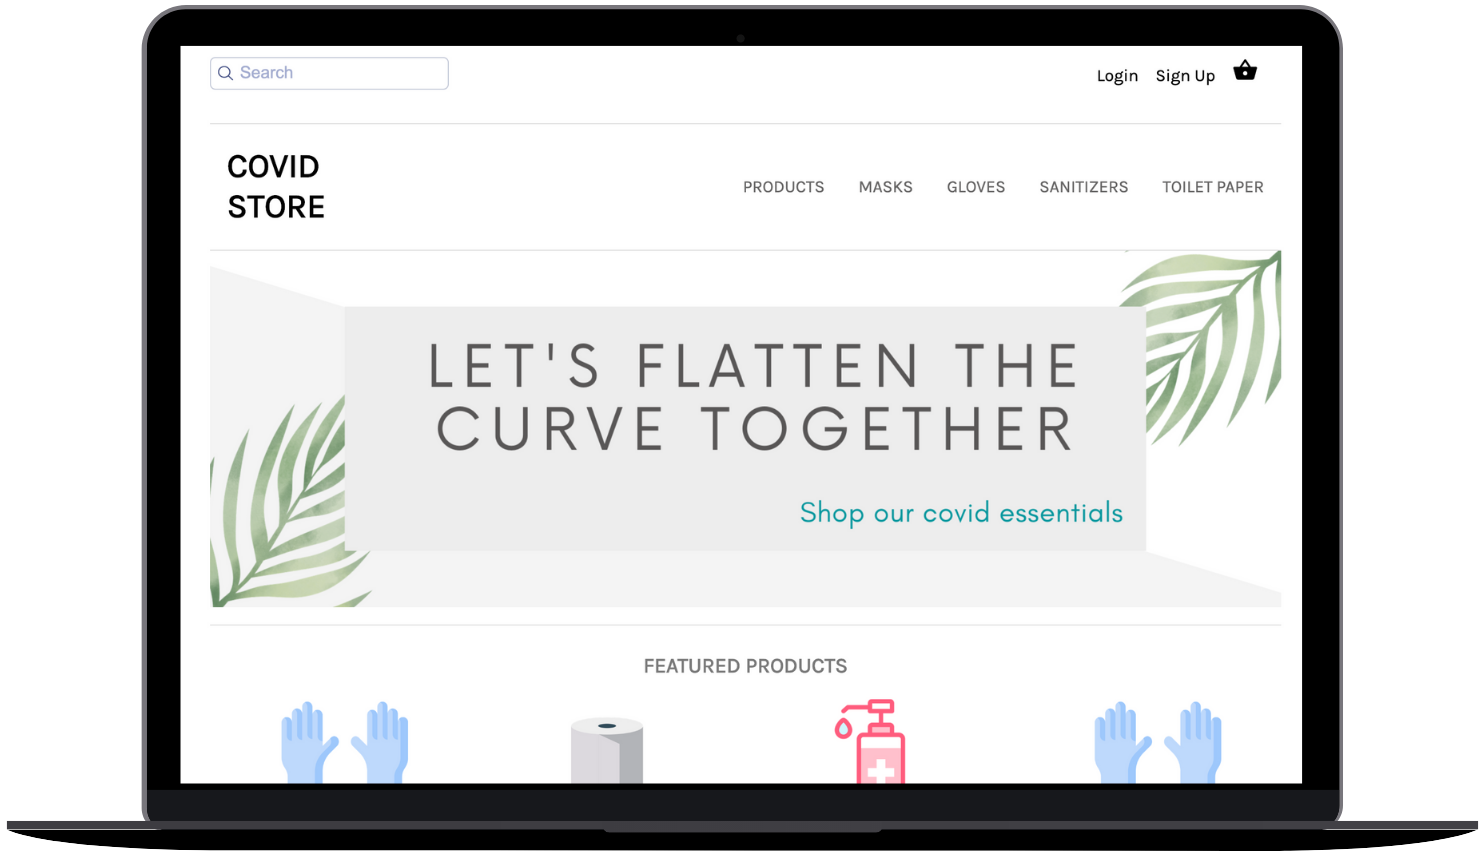 Search
Login Sign Up
COVID
STORE
PRODUCTS MASKS GLOVES SANITIZERS TOILET PAPER
LET'S FLATTEN THE
CURVE TOGETHER
Shop our covid essentials
FEATURED PRODUCTS